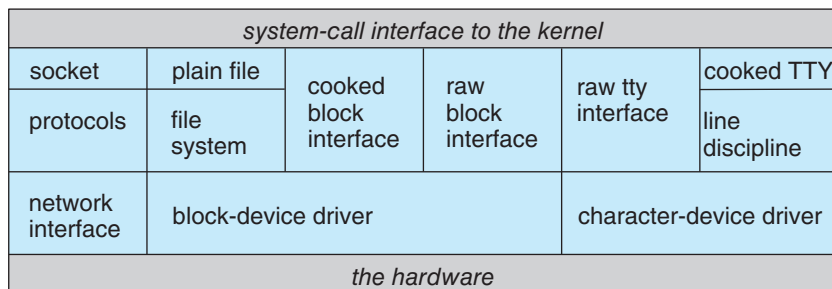 system-call interface to the kernel
socket
plain file
cooked
block
interface
raw
block
interface
raw tty
interface
cooked TTY
protocols
file
system
line
discipline
network
interface
block-device driver
character-device driver
the hardware